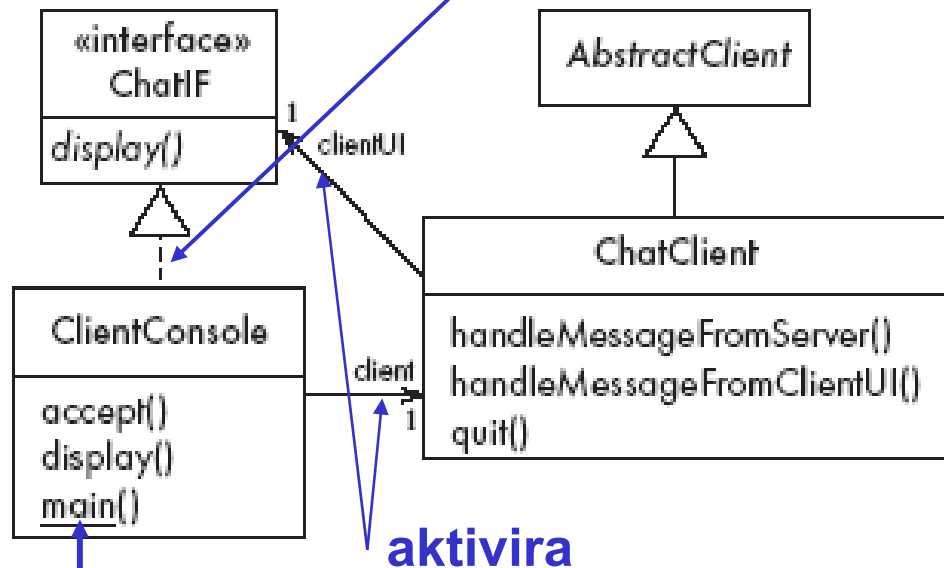 «interface»
ChatIF
display()
1
clientUI
AbstractClient
ChatClient
handleMessageFromServer()
handleMessageFromClientUI()
quit()
ClientConsole
accept()
display()
main()
client
1
aktivira